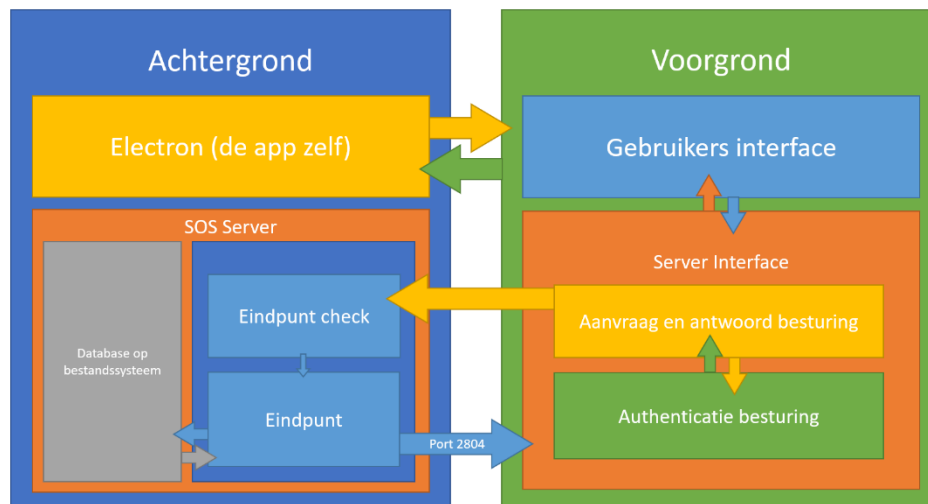 Achtergrond
Electron (de app zelf)
SOS Server
Database op
bestandssysteem
Eindpunt check
Eindpunt
Port 2804
Voorgrond
Gebruikers interface
Server Interface
Aanvraag en antwoord besturing
Authenticatie besturing